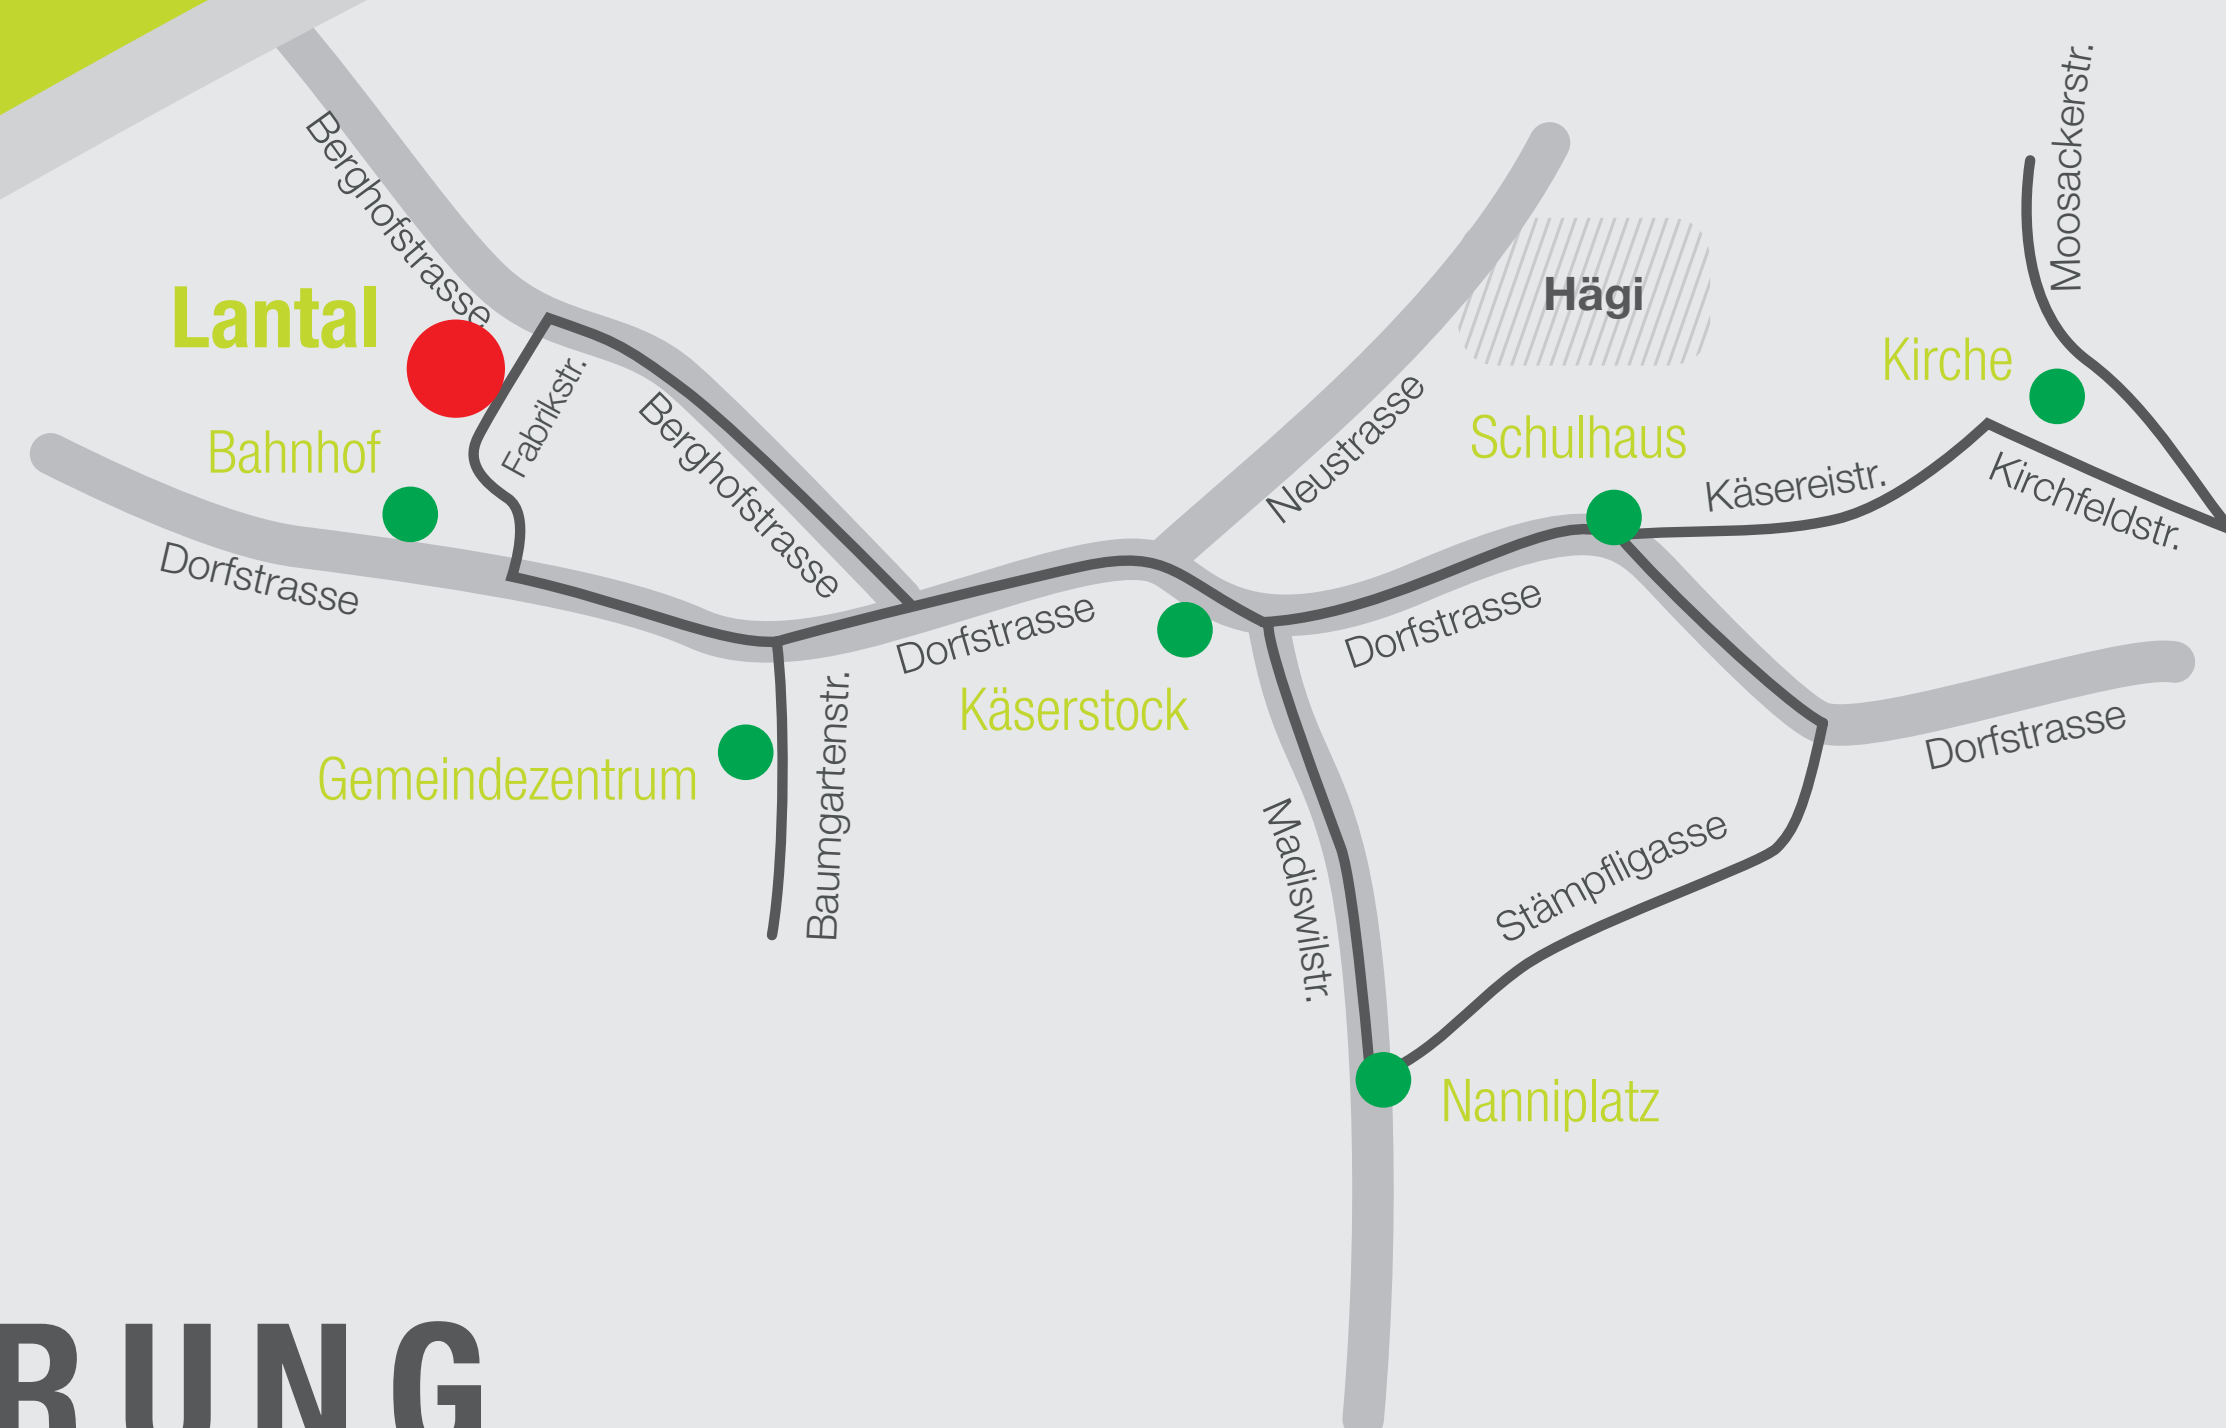 Moosackerstr.
Berghofstrasse
Lantal
Hägi
Kirche
Fabrikstr.
Berghofstrasse
Neustrasse
Bahnhof
Schulhaus
Käsereistr.
Kirchfeldstr.
Dorfstrasse
Dorfstrasse
Dorfstrasse
Käserstock
Dorfstrasse
Gemeindezentrum
Baumgartenstr.
Madiswilstr.
Stämpfligasse
Nanniplatz
RUNG